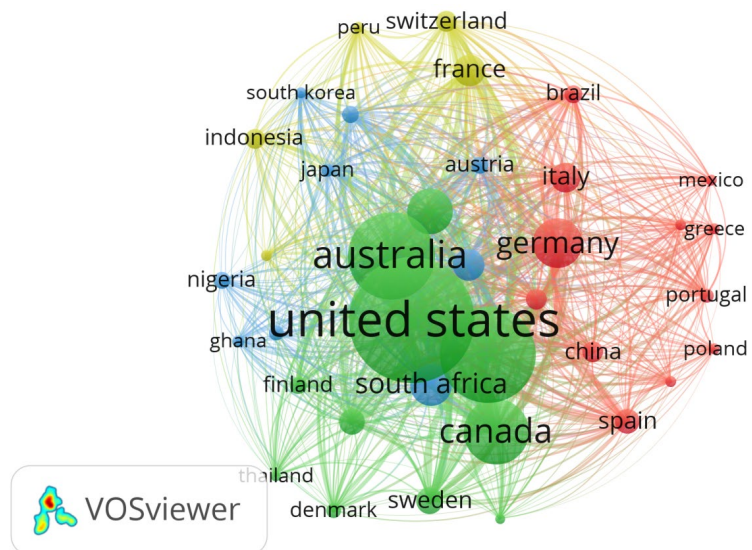 peru
switzerland
france
south korea
brazil
indonesia
japan
austria
italy
mexico
australia
germany
greece
nigeria
portugal
united states
ghana
china
poland
finland
south africa
canada
spain
thailand
denmark
sweden
VOSviewer